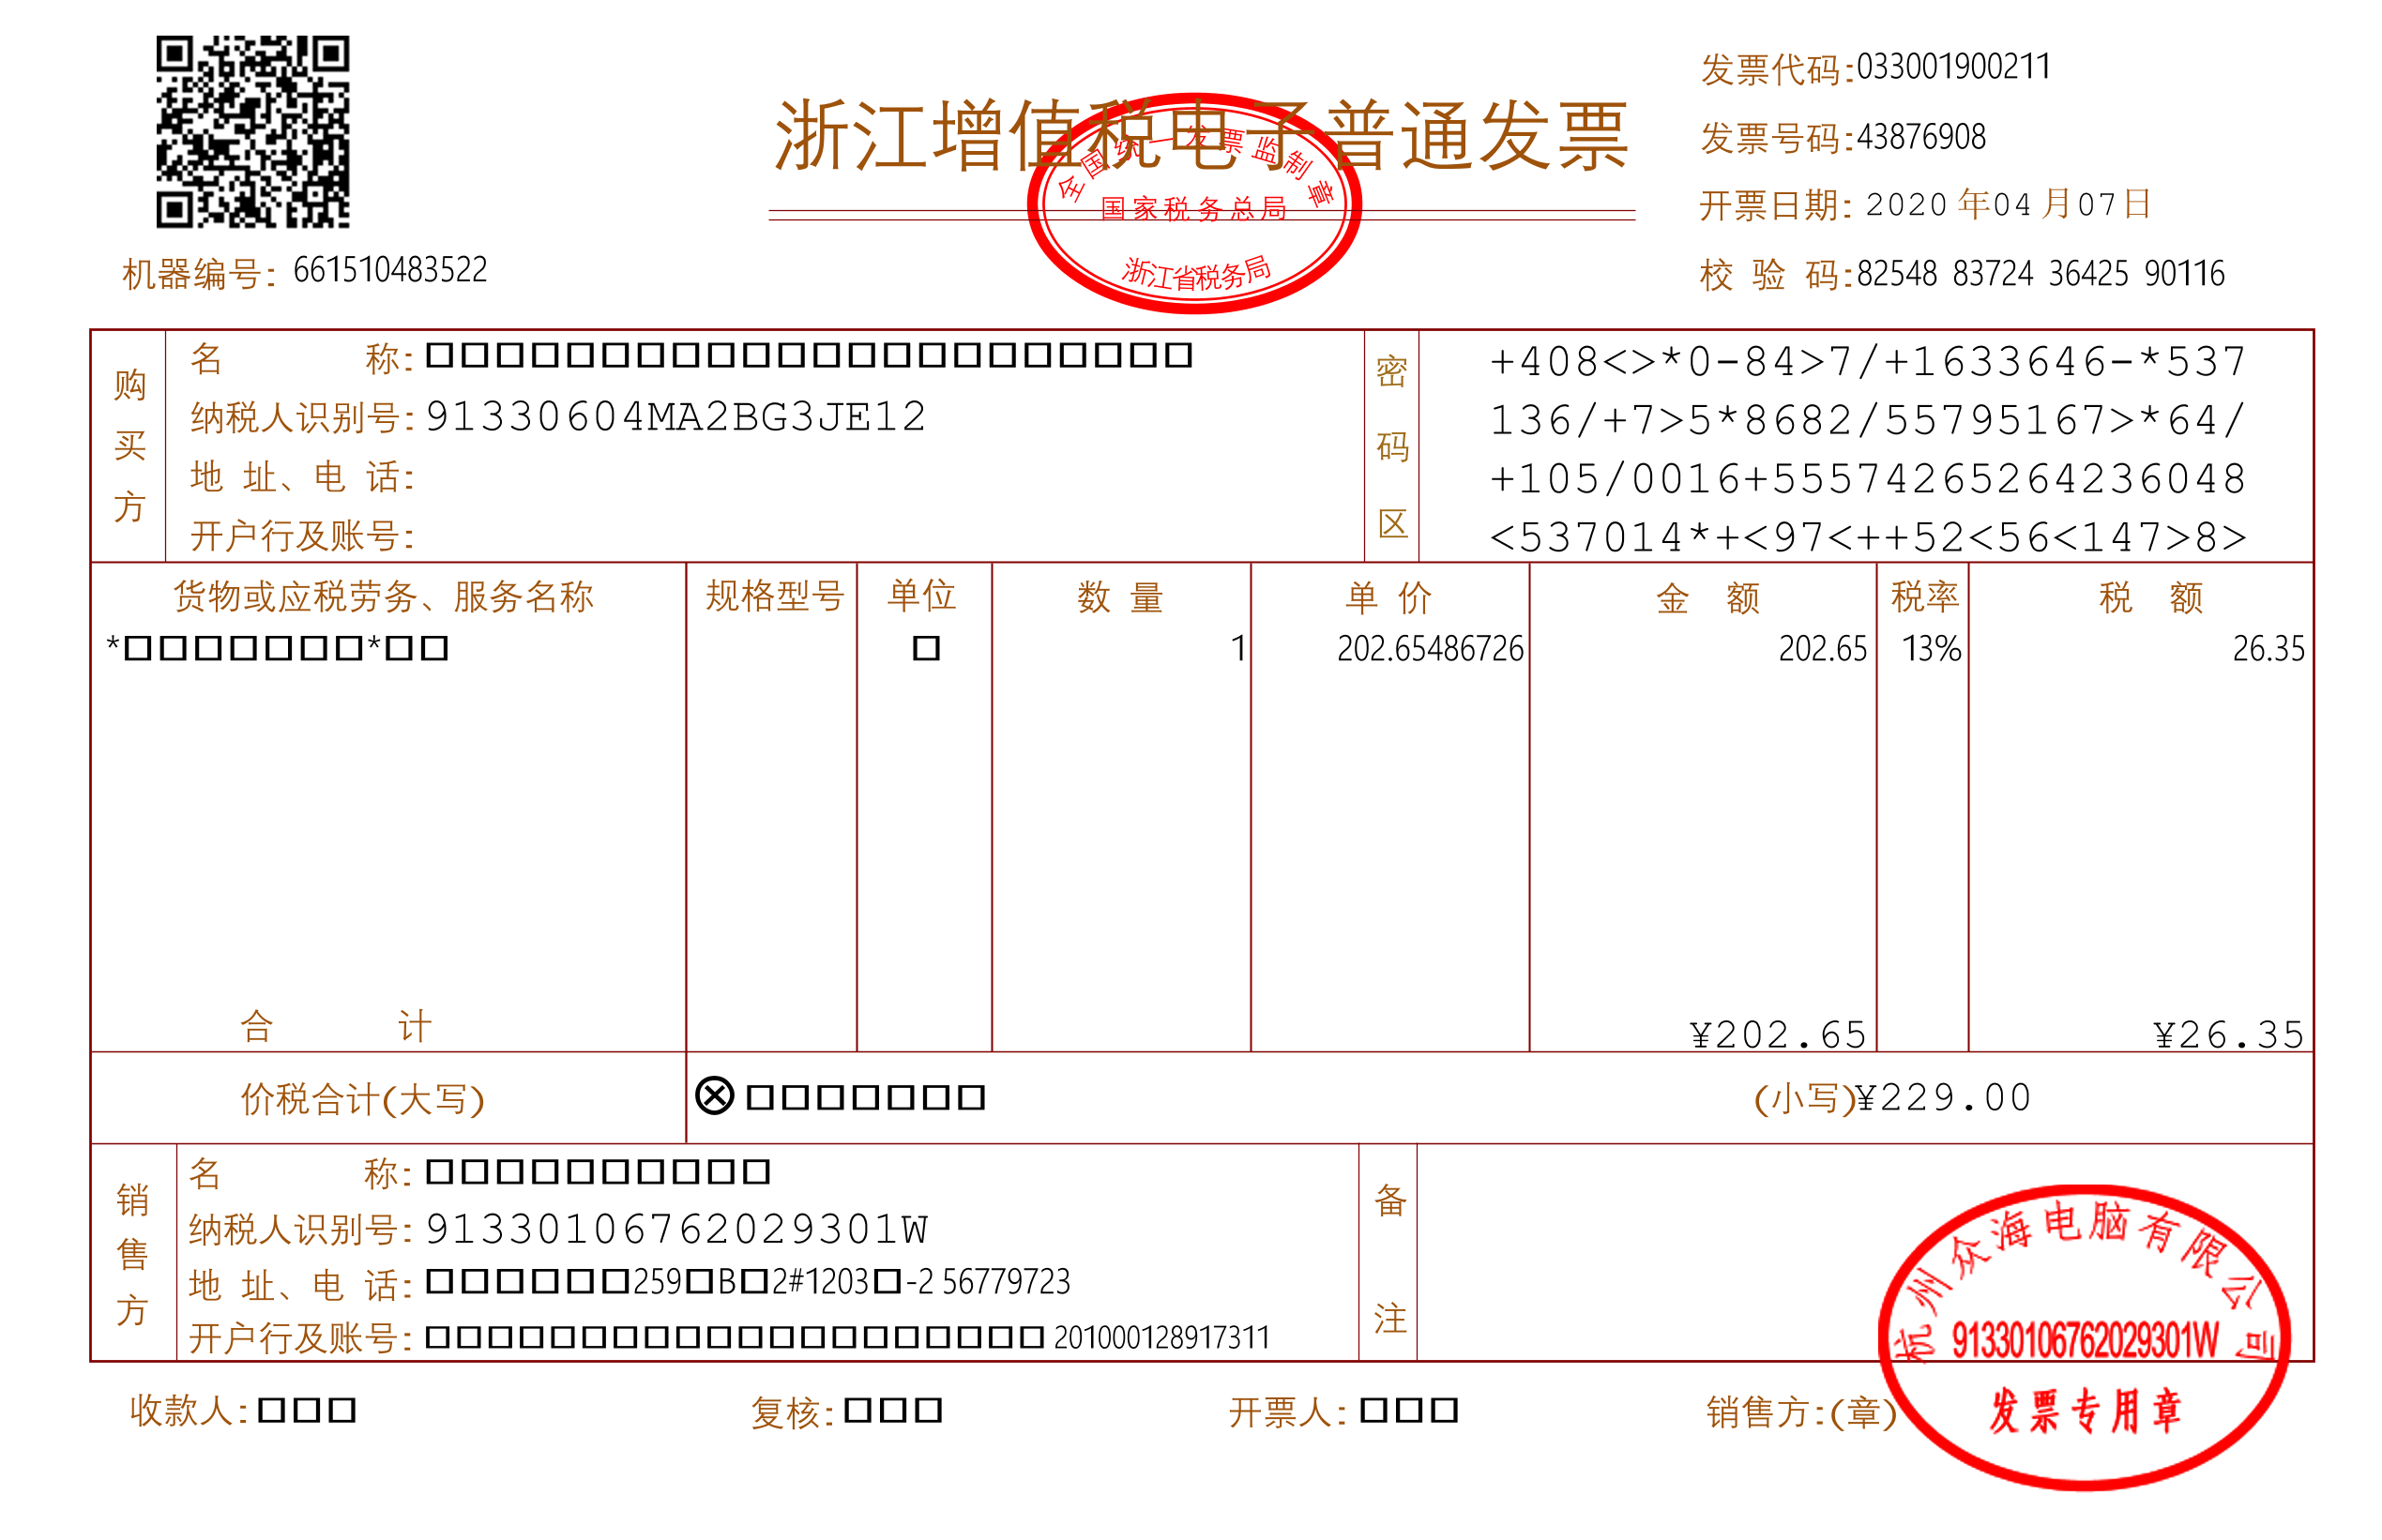 浙江增值税电子普通发票
全国统一发票监制章
国家税务总局
浙江省税务局
发票代码:033001900211
发票号码:43876908
开票日期: 2020 年04 月07日
校 验 码:82548 83724 36425 90116
机器编号: 661510483522
购买方
名 称:
纳税人识别号:91330604MA2BG3JE12
地 址、电 话:
开户行及账号:
密码区
+408<>*0-84>7/+1633646-*537
136/+7>5*8682/55795167>*64/
+105/0016+55574265264236048
<537014*+<97<++52<56<147>8>
货物或应税劳务、服务名称 规格型号 单位 数 量 单 价 金 额 税率 税 额
1 202.65486726 202.65 13% 26.35
合 计 ¥202.65 ¥26.35
价税合计(大写) (小写)¥229.00
销售方
名 称:
纳税人识别号:91330106762029301W
地 址、电 话: 259 B 2#1203 -2 56779723
开户行及账号: 201000128917311
备注
收款人: 复核: 开票人: 销售方:(章)
杭州众海电脑有限公司
91330106762029301W
发票专用章